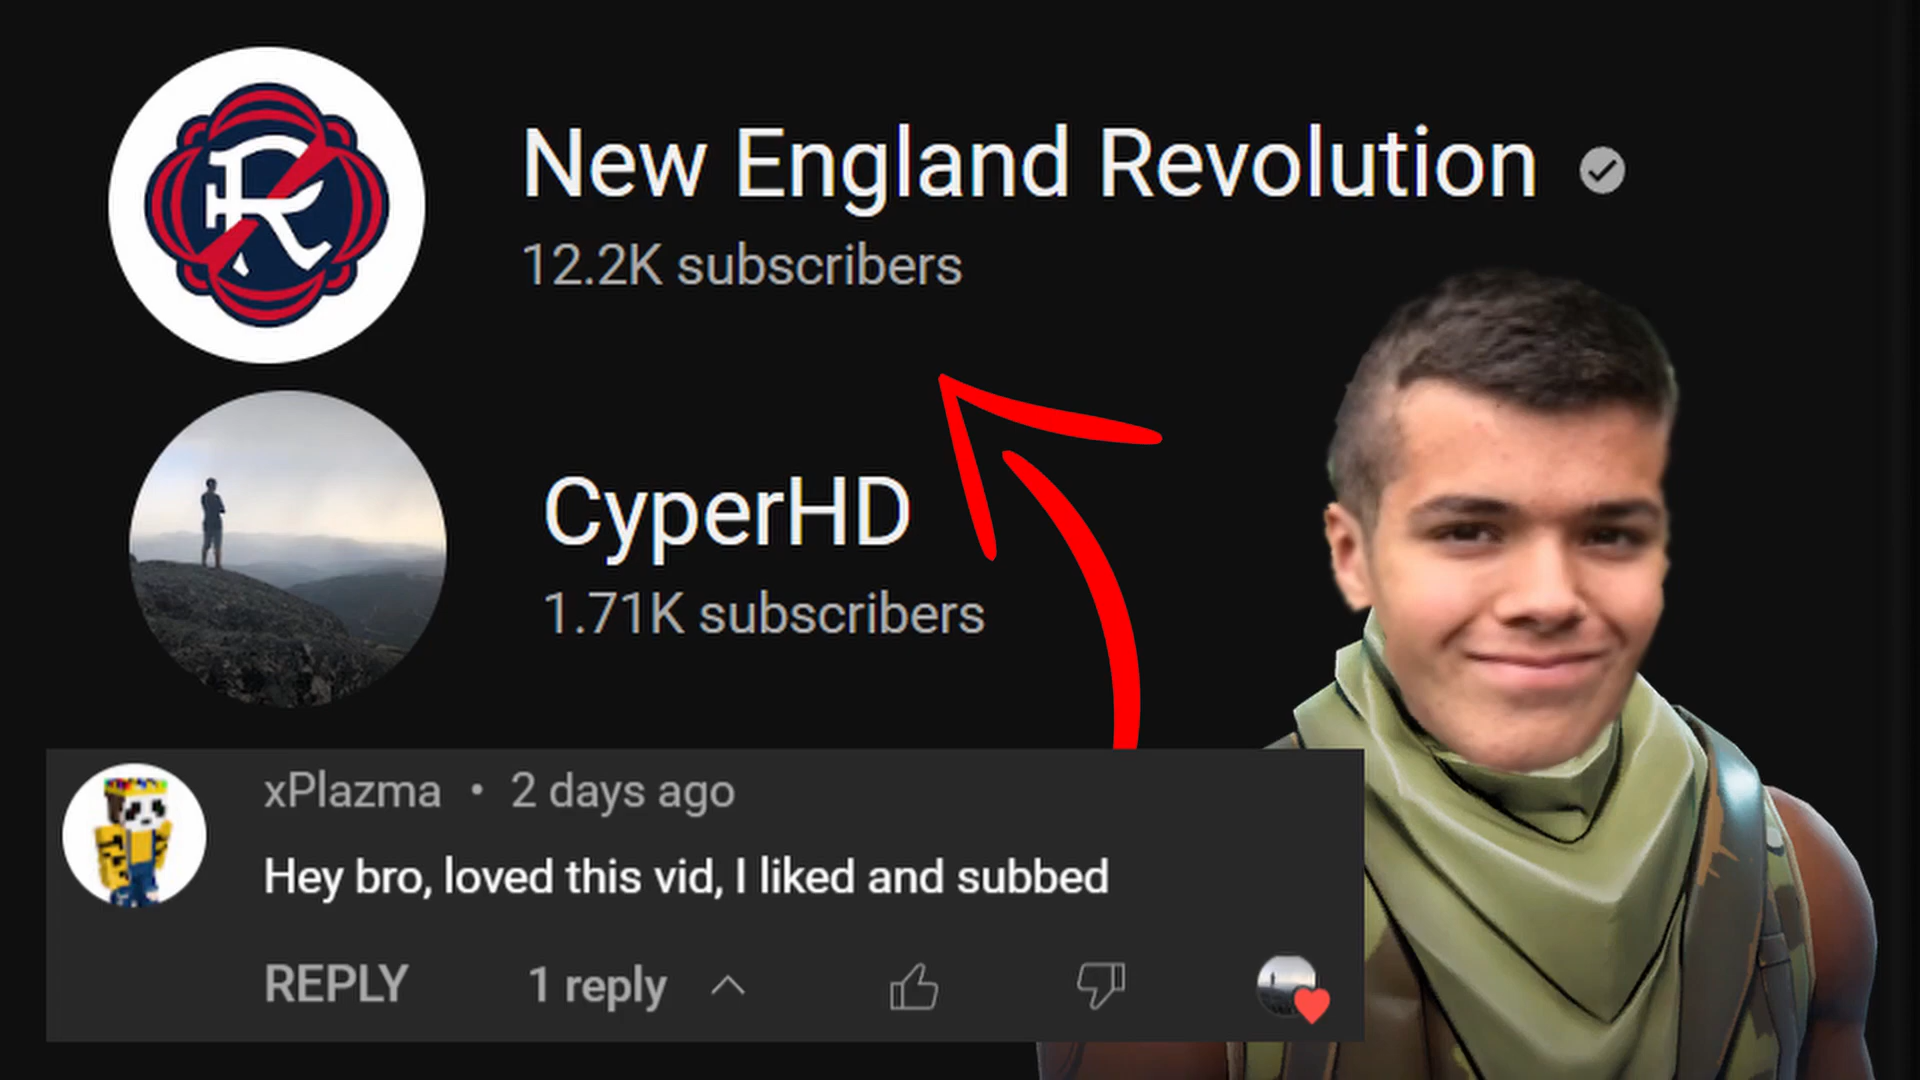 New England Revolution
12.2K subscribers
CyperHD
1.71K subscribers
xPlazma • 2 days ago
Hey bro, loved this vid, I liked and subbed
REPLY 1 reply